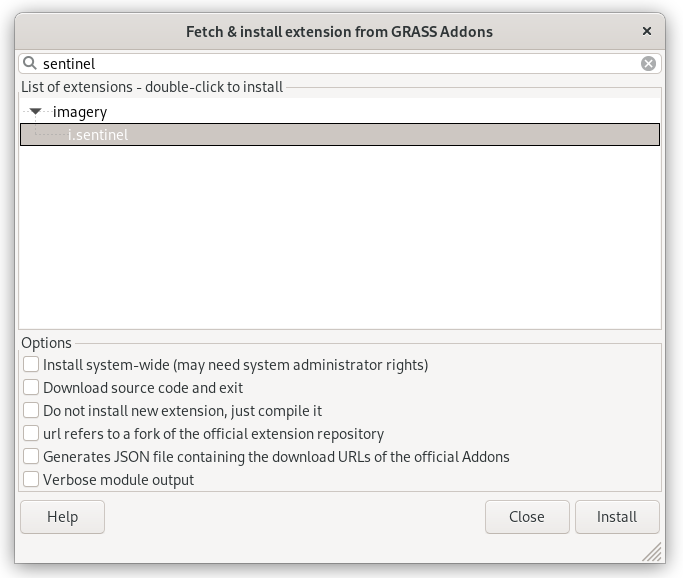 Fetch & install extension from GRASS Addons
sentinel
List of extensions - double-click to install
imagery
i.sentinel
Options
Install system-wide (may need system administrator rights)
Download source code and exit
Do not install new extension, just compile it
url refers to a fork of the official extension repository
Generates JSON file containing the download URLs of the official Addons
Verbose module output
Help Close Install